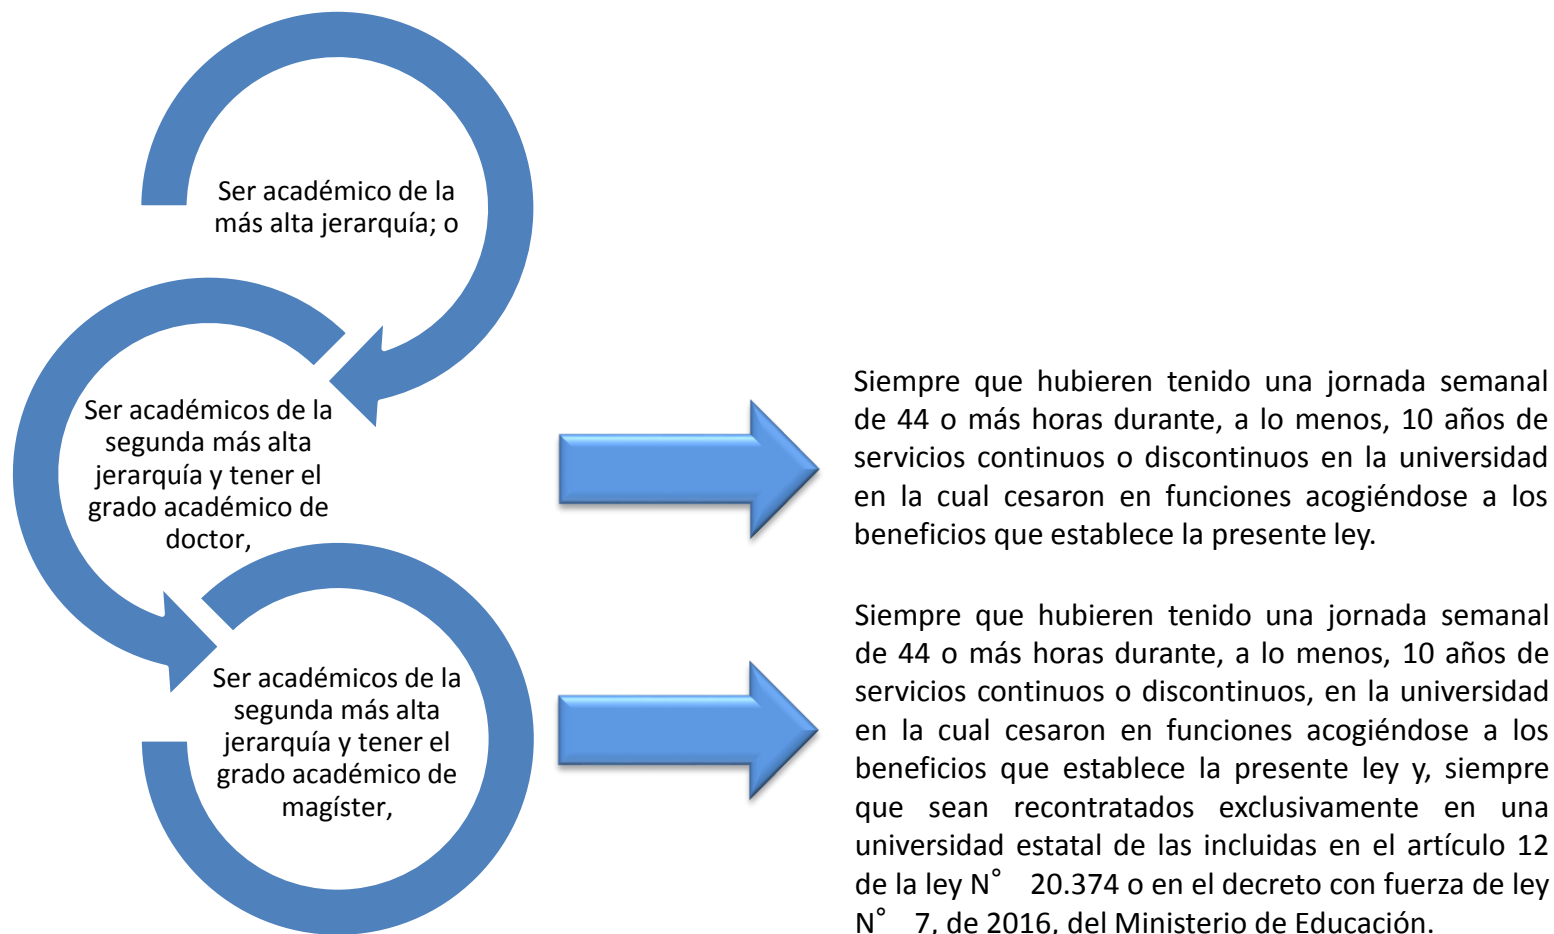 Ser académico de la
más alta jerarquía; o
Ser académicos de la
segunda más alta
jerarquía y tener el
grado académico de
doctor,
Siempre que hubieren tenido una jornada semanal
de 44 o más horas durante, a lo menos, 10 años de
servicios continuos o discontinuos en la universidad
en la cual cesaron en funciones acogiéndose a los
beneficios que establece la presente ley.
Ser académicos de la
segunda más alta
jerarquía y tener el
grado académico de
magíster,
Siempre que hubieren tenido una jornada semanal
de 44 o más horas durante, a lo menos, 10 años de
servicios continuos o discontinuos, en la universidad
en la cual cesaron en funciones acogiéndose a los
beneficios que establece la presente ley y, siempre
que sean recontratados exclusivamente en una
universidad estatal de las incluidas en el artículo 12
de la ley N° 20.374 o en el decreto con fuerza de ley
N° 7, de 2016, del Ministerio de Educación.